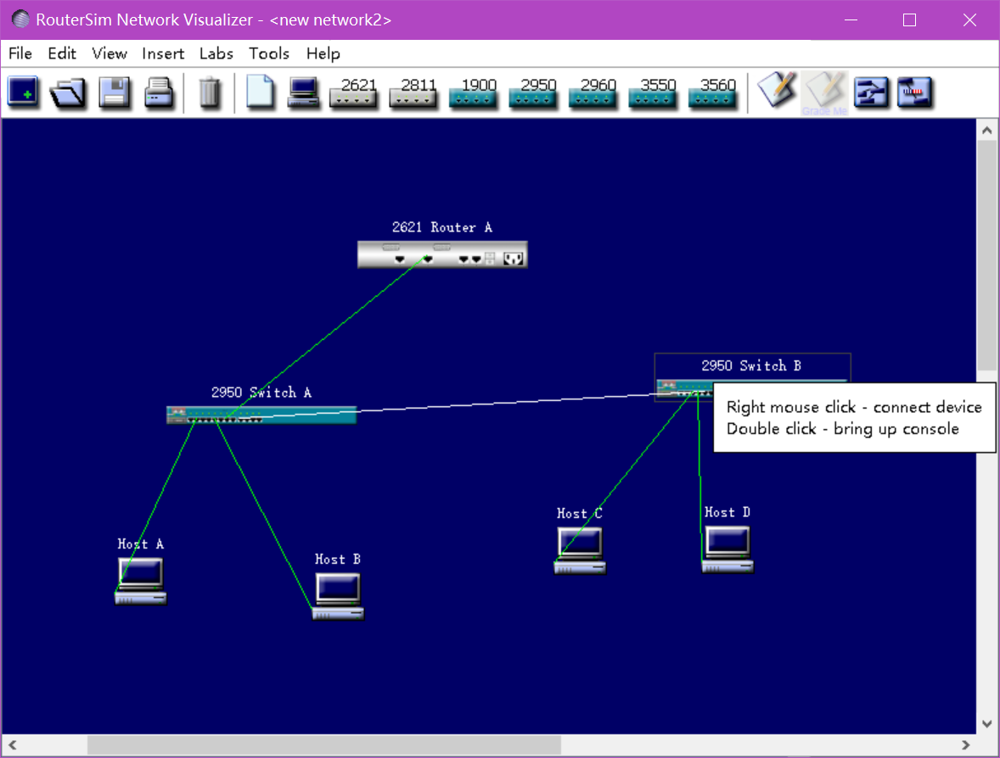 RouterSim Network Visualizer - <new network2>
File Edit View Insert Labs Tools Help
2621 2811 1900 2950 2960 3550 3560
Grade Me
2621 Router A
2950 Switch B
2950 Switch A
Right mouse click - connect device
Double click - bring up console
Host C
Host D
Host A
Host B